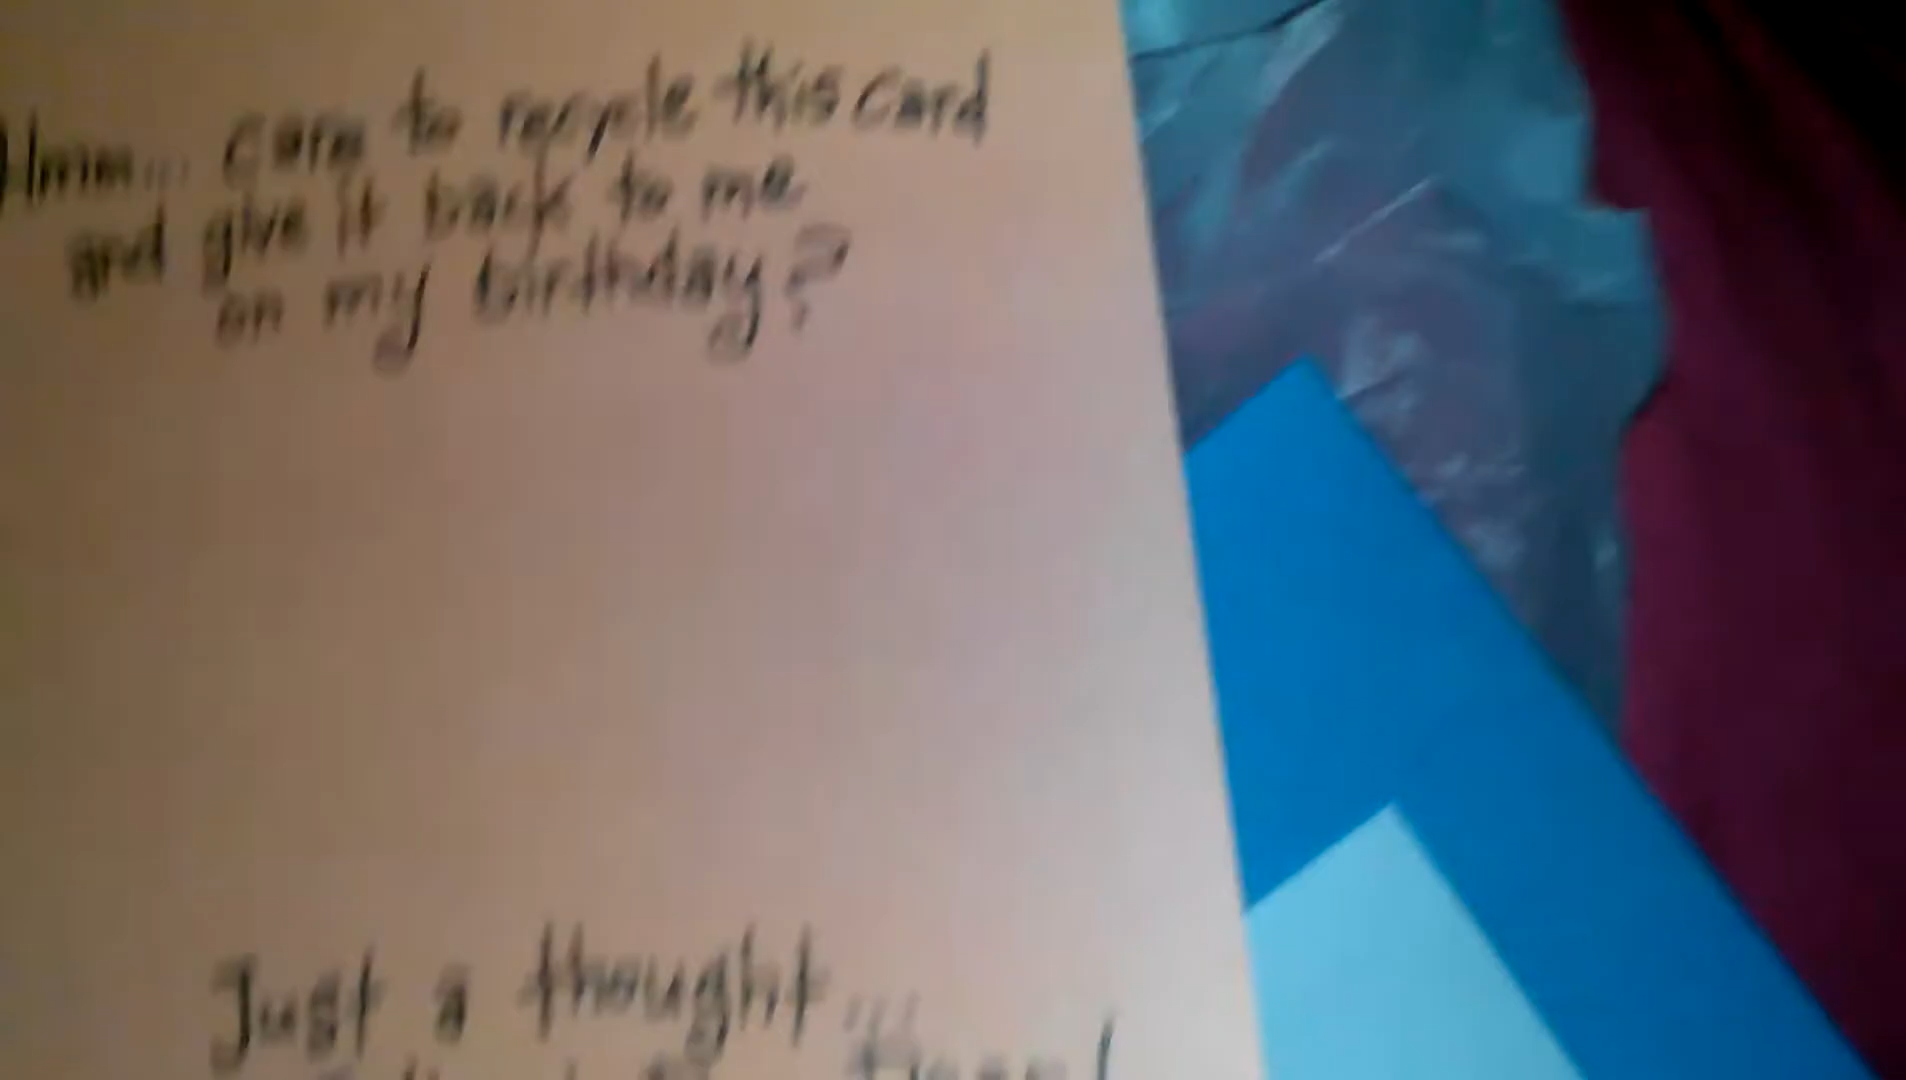 Hmm... care to recycle this card
and give it back to me
on my birthday?
Just a thought ...